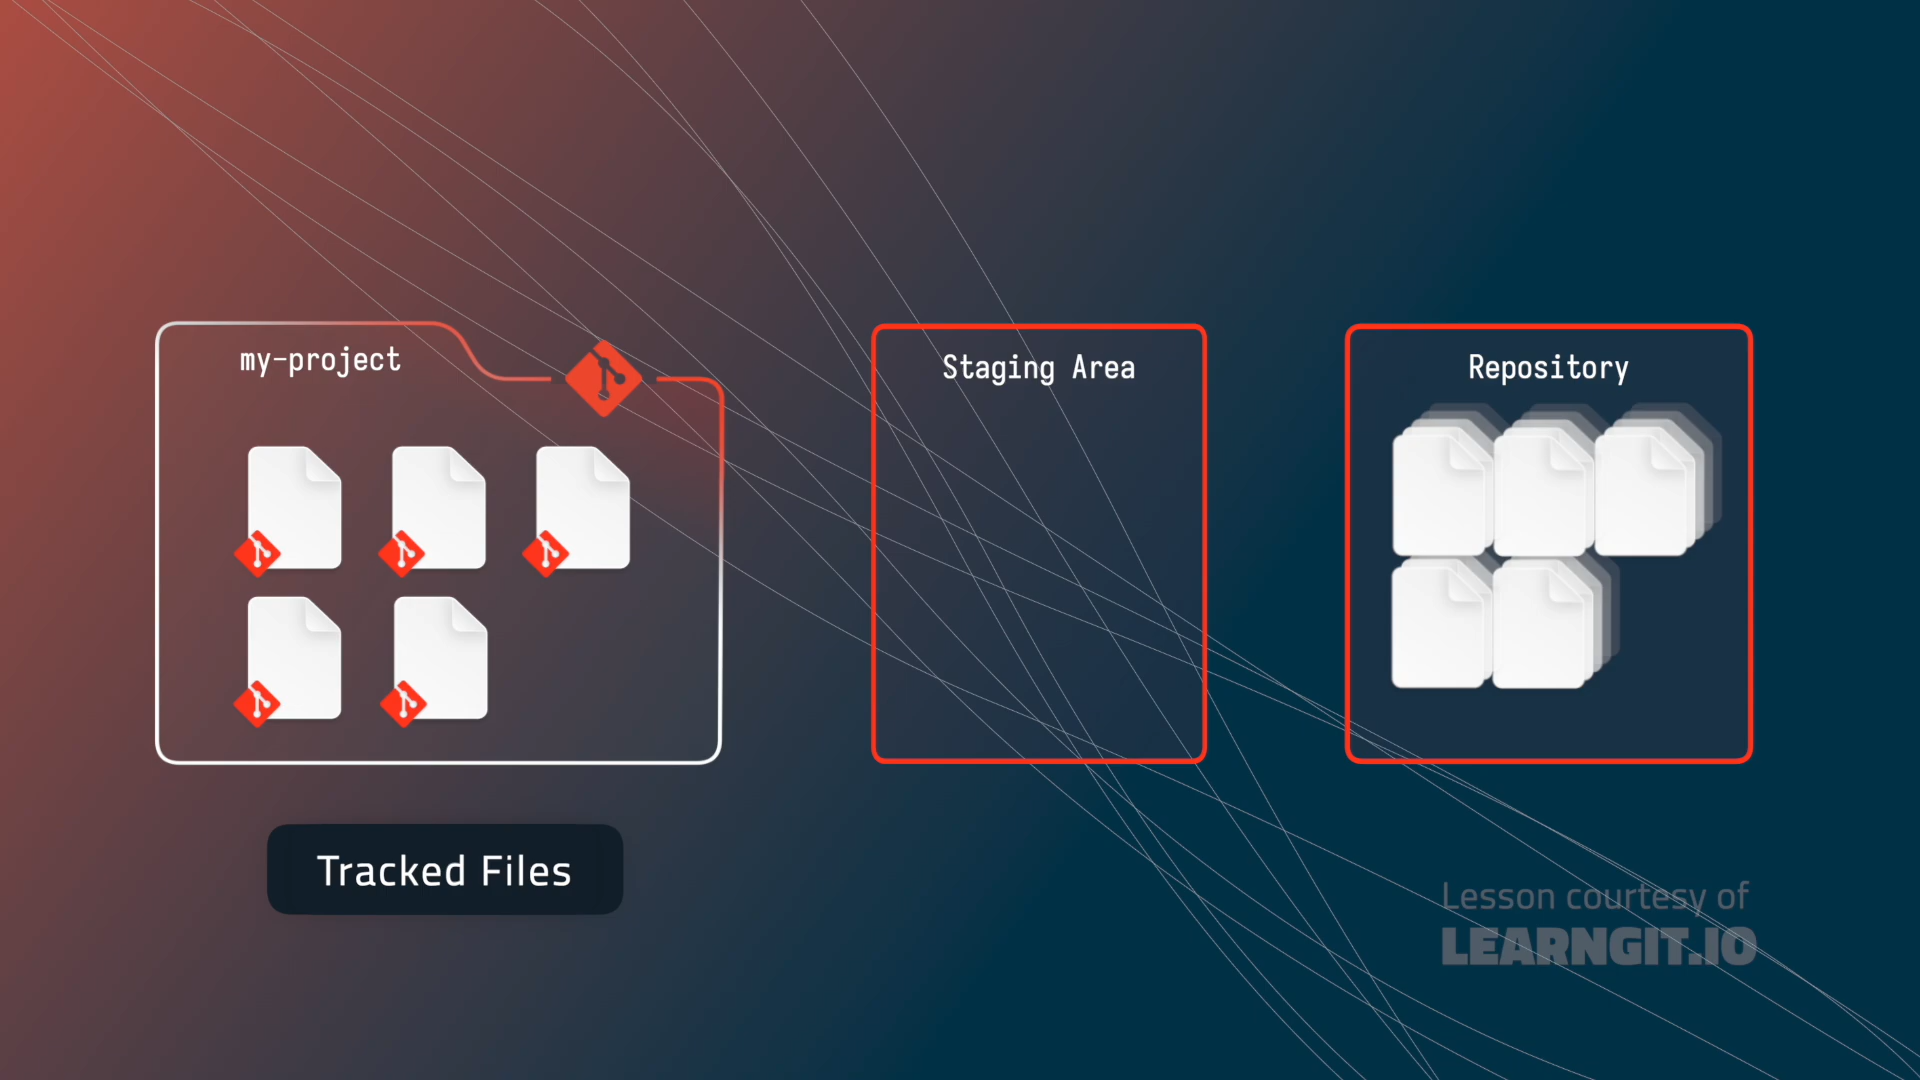 my-project
Staging Area
Repository
Tracked Files
Lesson courtesy of
LEARNGIT.IO